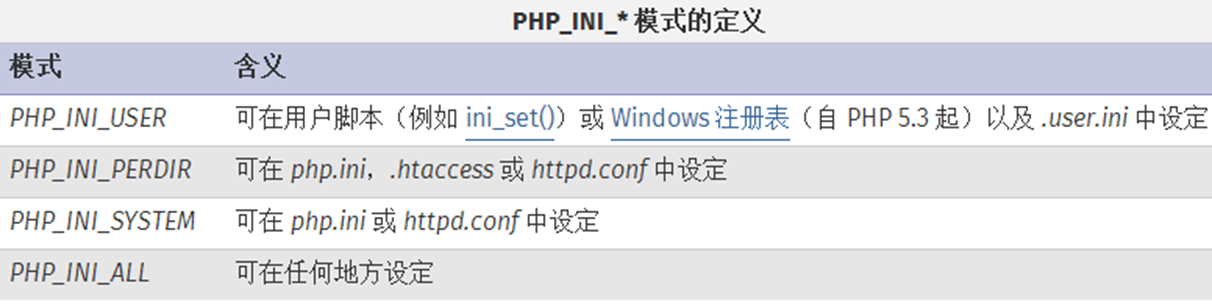 PHP_INI_* 模式的定义
模式 含义
PHP_INI_USER 可在用户脚本（例如 ini_set()）或 Windows 注册表（自 PHP 5.3 起）以及 .user.ini 中设定
PHP_INI_PERDIR 可在 php.ini，.htaccess 或 httpd.conf 中设定
PHP_INI_SYSTEM 可在 php.ini 或 httpd.conf 中设定
PHP_INI_ALL 可在任何地方设定